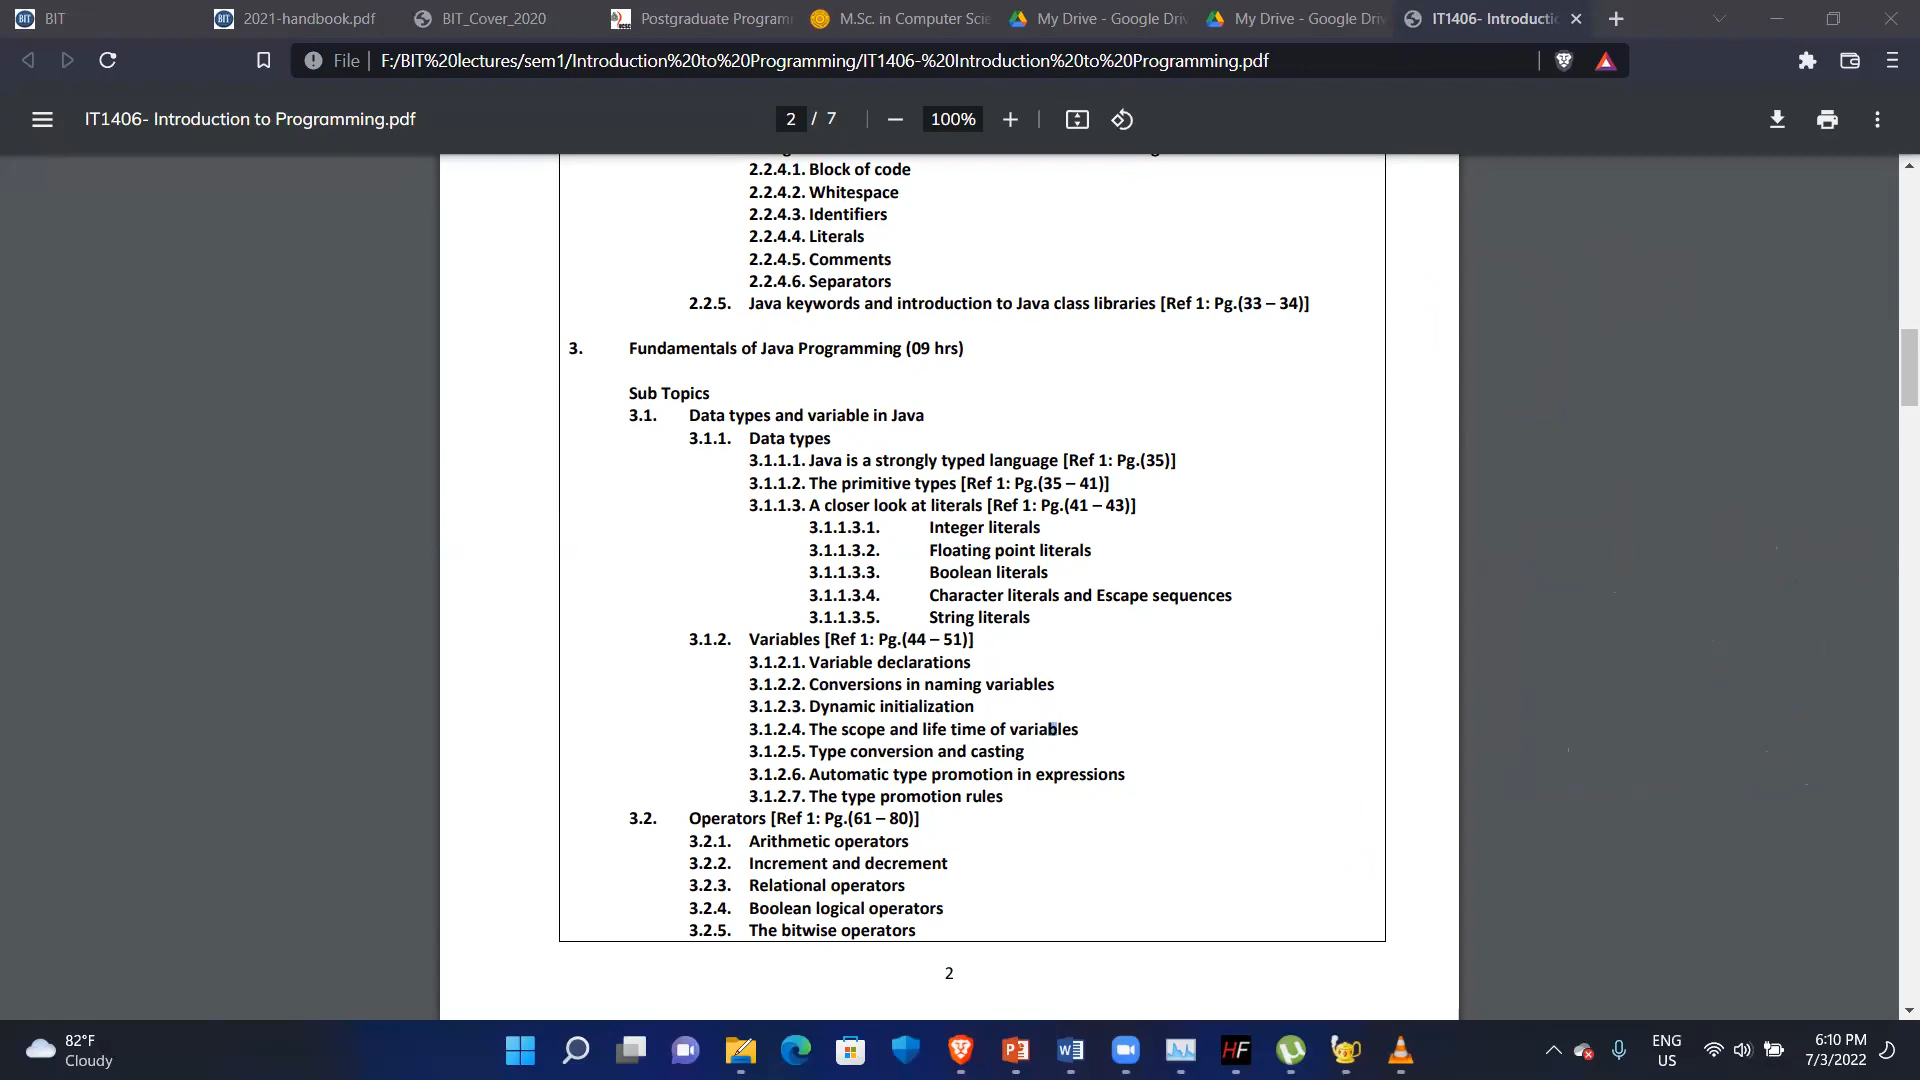 BIT
2021-handbook.pdf
BIT_Cover_2020
Postgraduate Program
M.Sc. in Computer Scie
My Drive - Google Dri
My Drive - Google Dri
IT1406- Introductio
File
F:/BIT%20lectures/sem1/Introduction%20to%20Programming/IT1406-%20Introduction%20to%20Programming.pdf
IT1406- Introduction to Programming.pdf
2 / 7
100%
2.2.4.1. Block of code
2.2.4.2. Whitespace
2.2.4.3. Identifiers
2.2.4.4. Literals
2.2.4.5. Comments
2.2.4.6. Separators
2.2.5. Java keywords and introduction to Java class libraries [Ref 1: Pg.(33 – 34)]
3. Fundamentals of Java Programming (09 hrs)
Sub Topics
3.1. Data types and variable in Java
3.1.1. Data types
3.1.1.1. Java is a strongly typed language [Ref 1: Pg.(35)]
3.1.1.2. The primitive types [Ref 1: Pg.(35 – 41)]
3.1.1.3. A closer look at literals [Ref 1: Pg.(41 – 43)]
3.1.1.3.1. Integer literals
3.1.1.3.2. Floating point literals
3.1.1.3.3. Boolean literals
3.1.1.3.4. Character literals and Escape sequences
3.1.1.3.5. String literals
3.1.2. Variables [Ref 1: Pg.(44 – 51)]
3.1.2.1. Variable declarations
3.1.2.2. Conversions in naming variables
3.1.2.3. Dynamic initialization
3.1.2.4. The scope and life time of variables
3.1.2.5. Type conversion and casting
3.1.2.6. Automatic type promotion in expressions
3.1.2.7. The type promotion rules
3.2. Operators [Ref 1: Pg.(61 – 80)]
3.2.1. Arithmetic operators
3.2.2. Increment and decrement
3.2.3. Relational operators
3.2.4. Boolean logical operators
3.2.5. The bitwise operators
2
82°F
Cloudy
HF
ENG
US
6:10 PM
7/3/2022